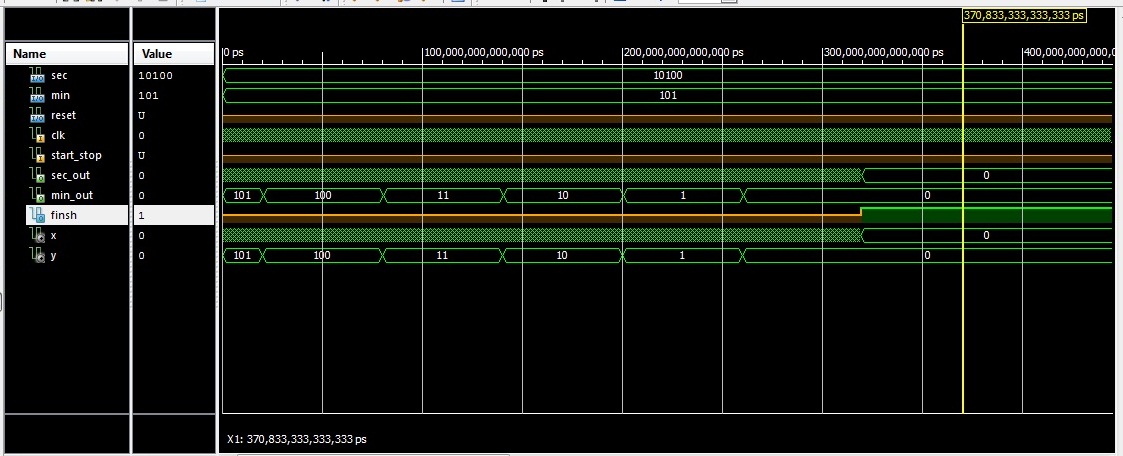 370,833,333,333,333 ps
Name Value
0 ps 100,000,000,000,000 ps 200,000,000,000,000 ps 300,000,000,000,000 ps 400,000,000,000,0
sec 10100 10100
min 101 101
reset U
clk 0
start_stop U
sec_out 0 0
min_out 0 101 100 11 10 1 0
finsh 1
x 0 0
y 0 101 100 11 10 1 0
X1: 370,833,333,333,333 ps